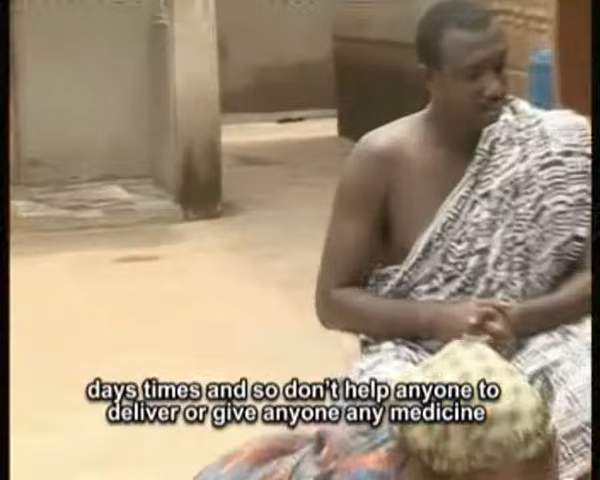 days times and so don't help anyone to
deliver or give anyone any medicine